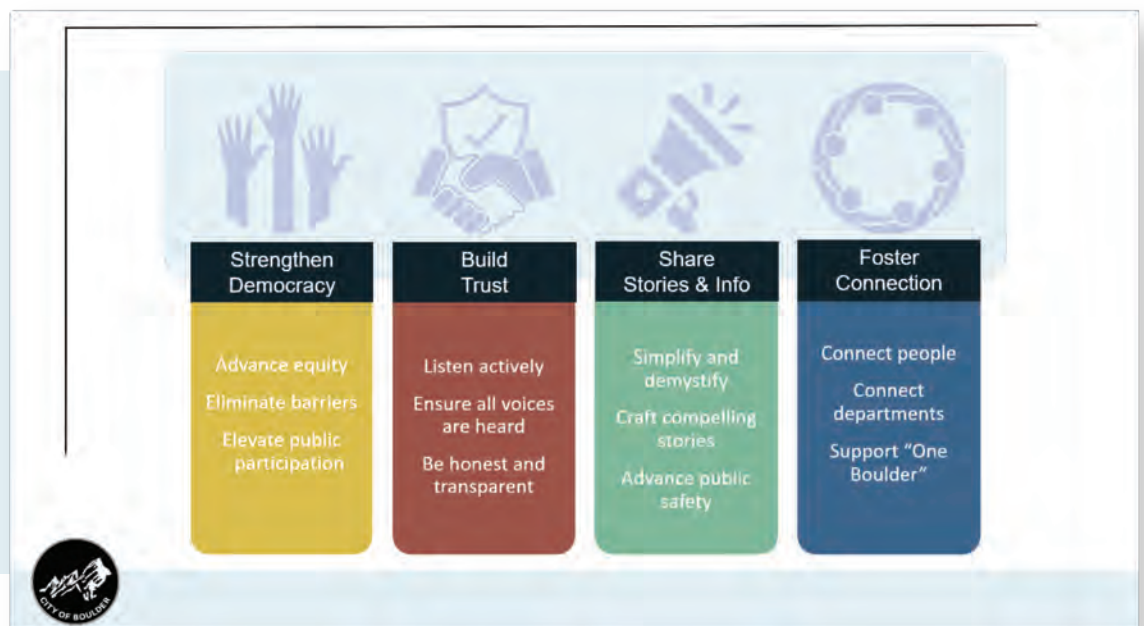 Strengthen
Democracy
Advance equity
Eliminate barriers
Elevate public
participation
Build
Trust
Listen actively
Ensure all voices
are heard
Be honest and
transparent
Share
Stories & Info
Simplify and
demystify
Craft compelling
stories
Advance public
safety
Foster
Connection
Connect people
Connect
departments
Support “One
Boulder”
CITY OF BOULDER